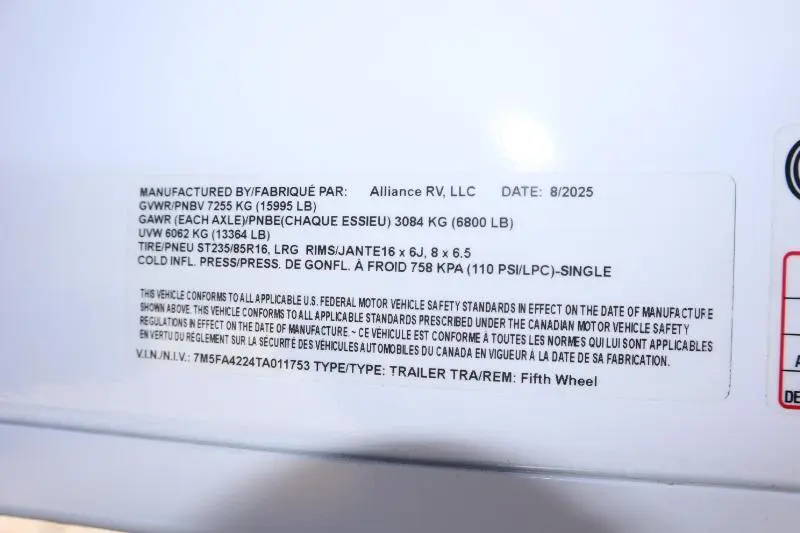 MANUFACTURED BY/FABRIQUÉ PAR: Alliance RV, LLC DATE: 8/2025
GVWR/PNBV 7255 KG (15995 LB)
GAWR (EACH AXLE)/PNBE(CHAQUE ESSIEU) 3084 KG (6800 LB)
UVW 6062 KG (13364 LB)
TIRE/PNEU ST235/85R16, LRG RIMS/JANTE16 x 6J, 8 x 6.5
COLD INFL. PRESS/PRESS. DE GONFL. À FROID 758 KPA (110 PSI/LPC)-SINGLE
THIS VEHICLE CONFORMS TO ALL APPLICABLE U.S. FEDERAL MOTOR VEHICLE SAFETY STANDARDS IN EFFECT ON THE DATE OF MANUFACTURE
SHOWN ABOVE. THIS VEHICLE CONFORMS TO ALL APPLICABLE STANDARDS PRESCRIBED UNDER THE CANADIAN MOTOR VEHICLE SAFETY
REGULATIONS IN EFFECT ON THE DATE OF MANUFACTURE. ~ CE VÉHICULE EST CONFORME À TOUTES LES NORMES QUI LUI SONT APPLICABLES
EN VERTU DU RÈGLEMENT SUR LA SÉCURITÉ DES VÉHICULES AUTOMOBILES DU CANADA EN VIGUEUR À LA DATE DE SA FABRICATION.
V.I.N./N.I.V.: 7M5FA4224TA011753 TYPE/TYPE: TRAILER TRA/REM: Fifth Wheel